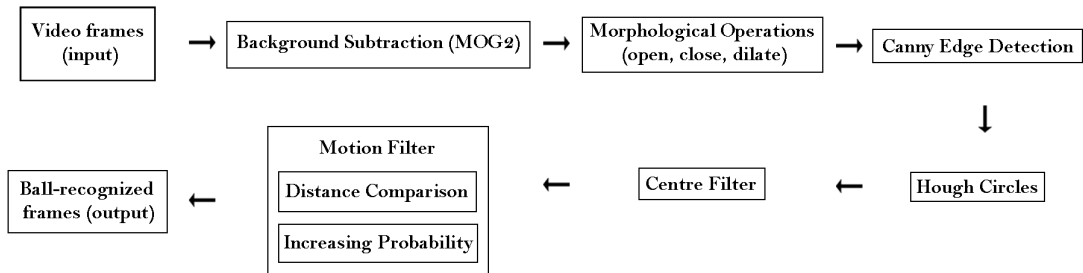 Video frames
(input)
Background Subtraction (MOG2)
Morphological Operations
(open, close, dilate)
Canny Edge Detection
Hough Circles
Centre Filter
Motion Filter
Distance Comparison
Increasing Probability
Ball-recognized
frames (output)